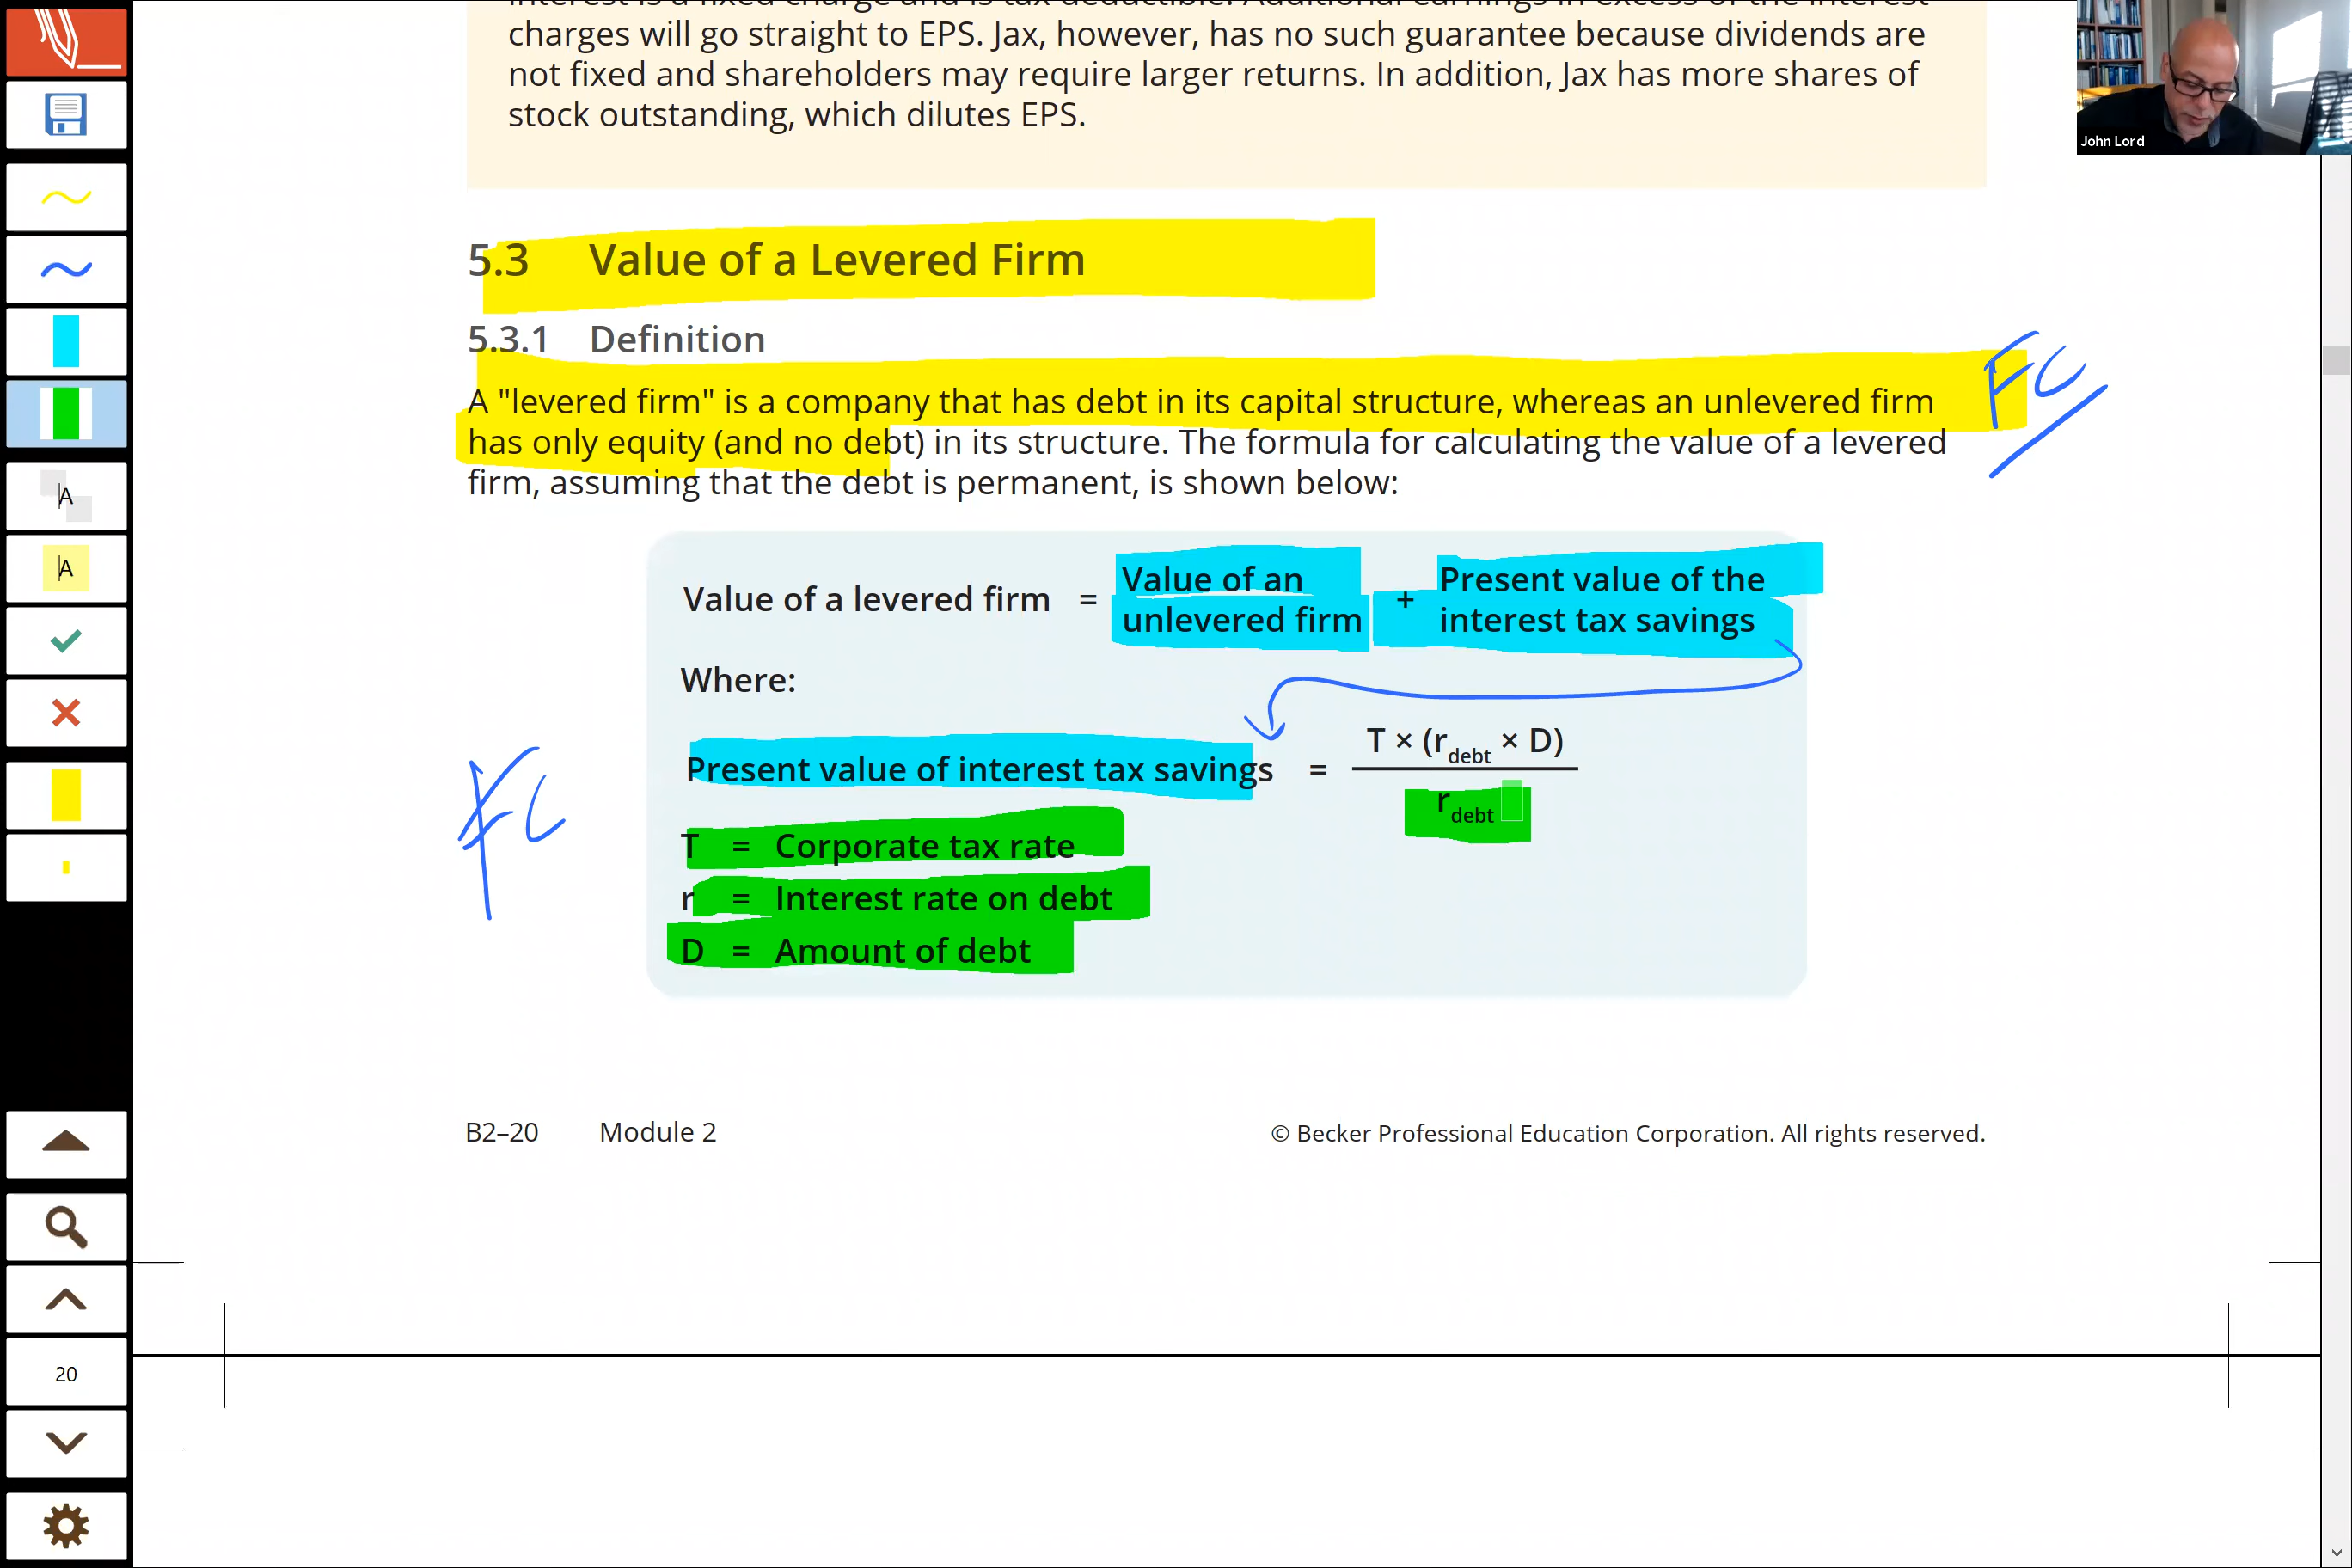 charges will go straight to EPS. Jax, however, has no such guarantee because dividends are
not fixed and shareholders may require larger returns. In addition, Jax has more shares of
stock outstanding, which dilutes EPS.
John Lord
5.3 Value of a Levered Firm
5.3.1 Definition
FC
A "levered firm" is a company that has debt in its capital structure, whereas an unlevered firm
has only equity (and no debt) in its structure. The formula for calculating the value of a levered
firm, assuming that the debt is permanent, is shown below:
Value of a levered firm = Value of an unlevered firm + Present value of the interest tax savings
Where:
Present value of interest tax savings = T × (rdebt × D)
rdebt
FC
T = Corporate tax rate
r = Interest rate on debt
D = Amount of debt
B2–20 Module 2 © Becker Professional Education Corporation. All rights reserved.
A
A
20